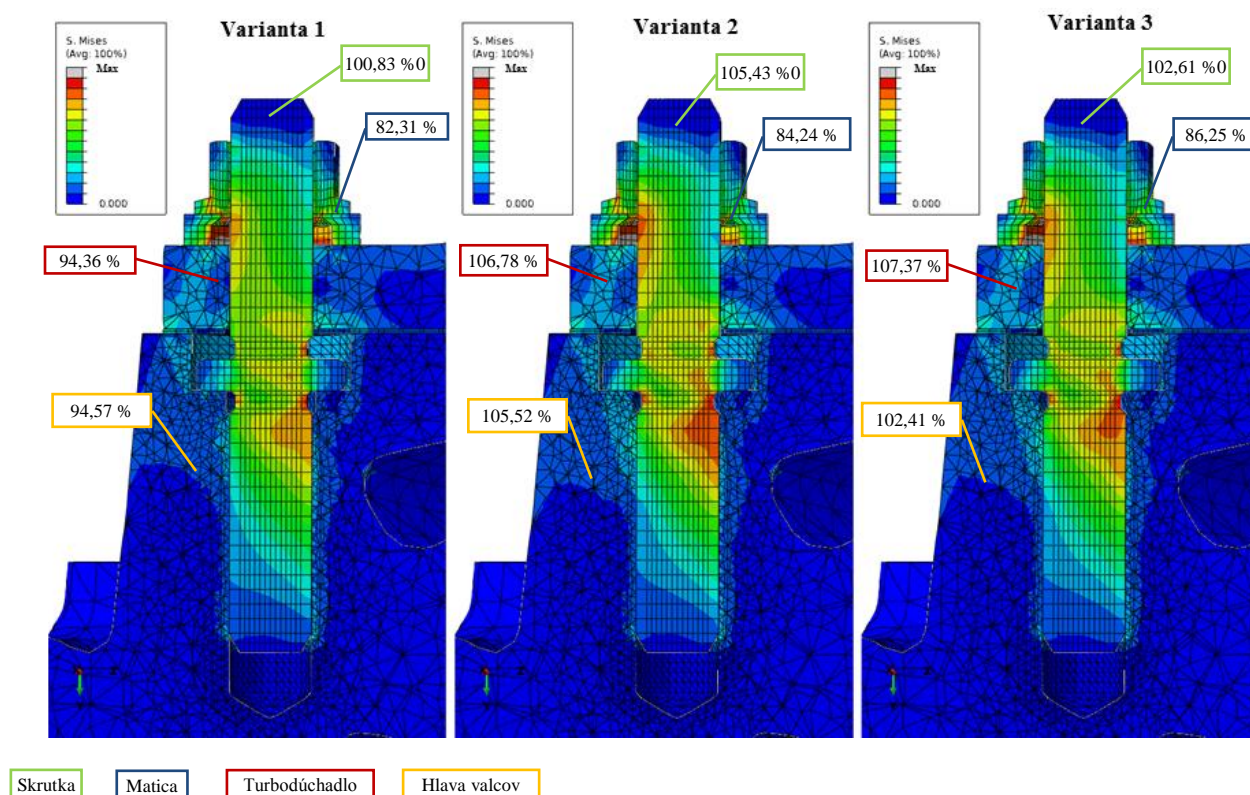 Varianta 1
S. Mises
(Avg: 100%)
Max
0.000
100,83 %0
82,31 %
94,36 %
94,57 %
Varianta 2
S. Mises
(Avg: 100%)
Max
0.000
105,43 %0
84,24 %
106,78 %
105,52 %
Varianta 3
S. Mises
(Avg: 100%)
Max
0.000
102,61 %0
86,25 %
107,37 %
102,41 %
Skrutka
Matica
Turbodúchadlo
Hlava valcov